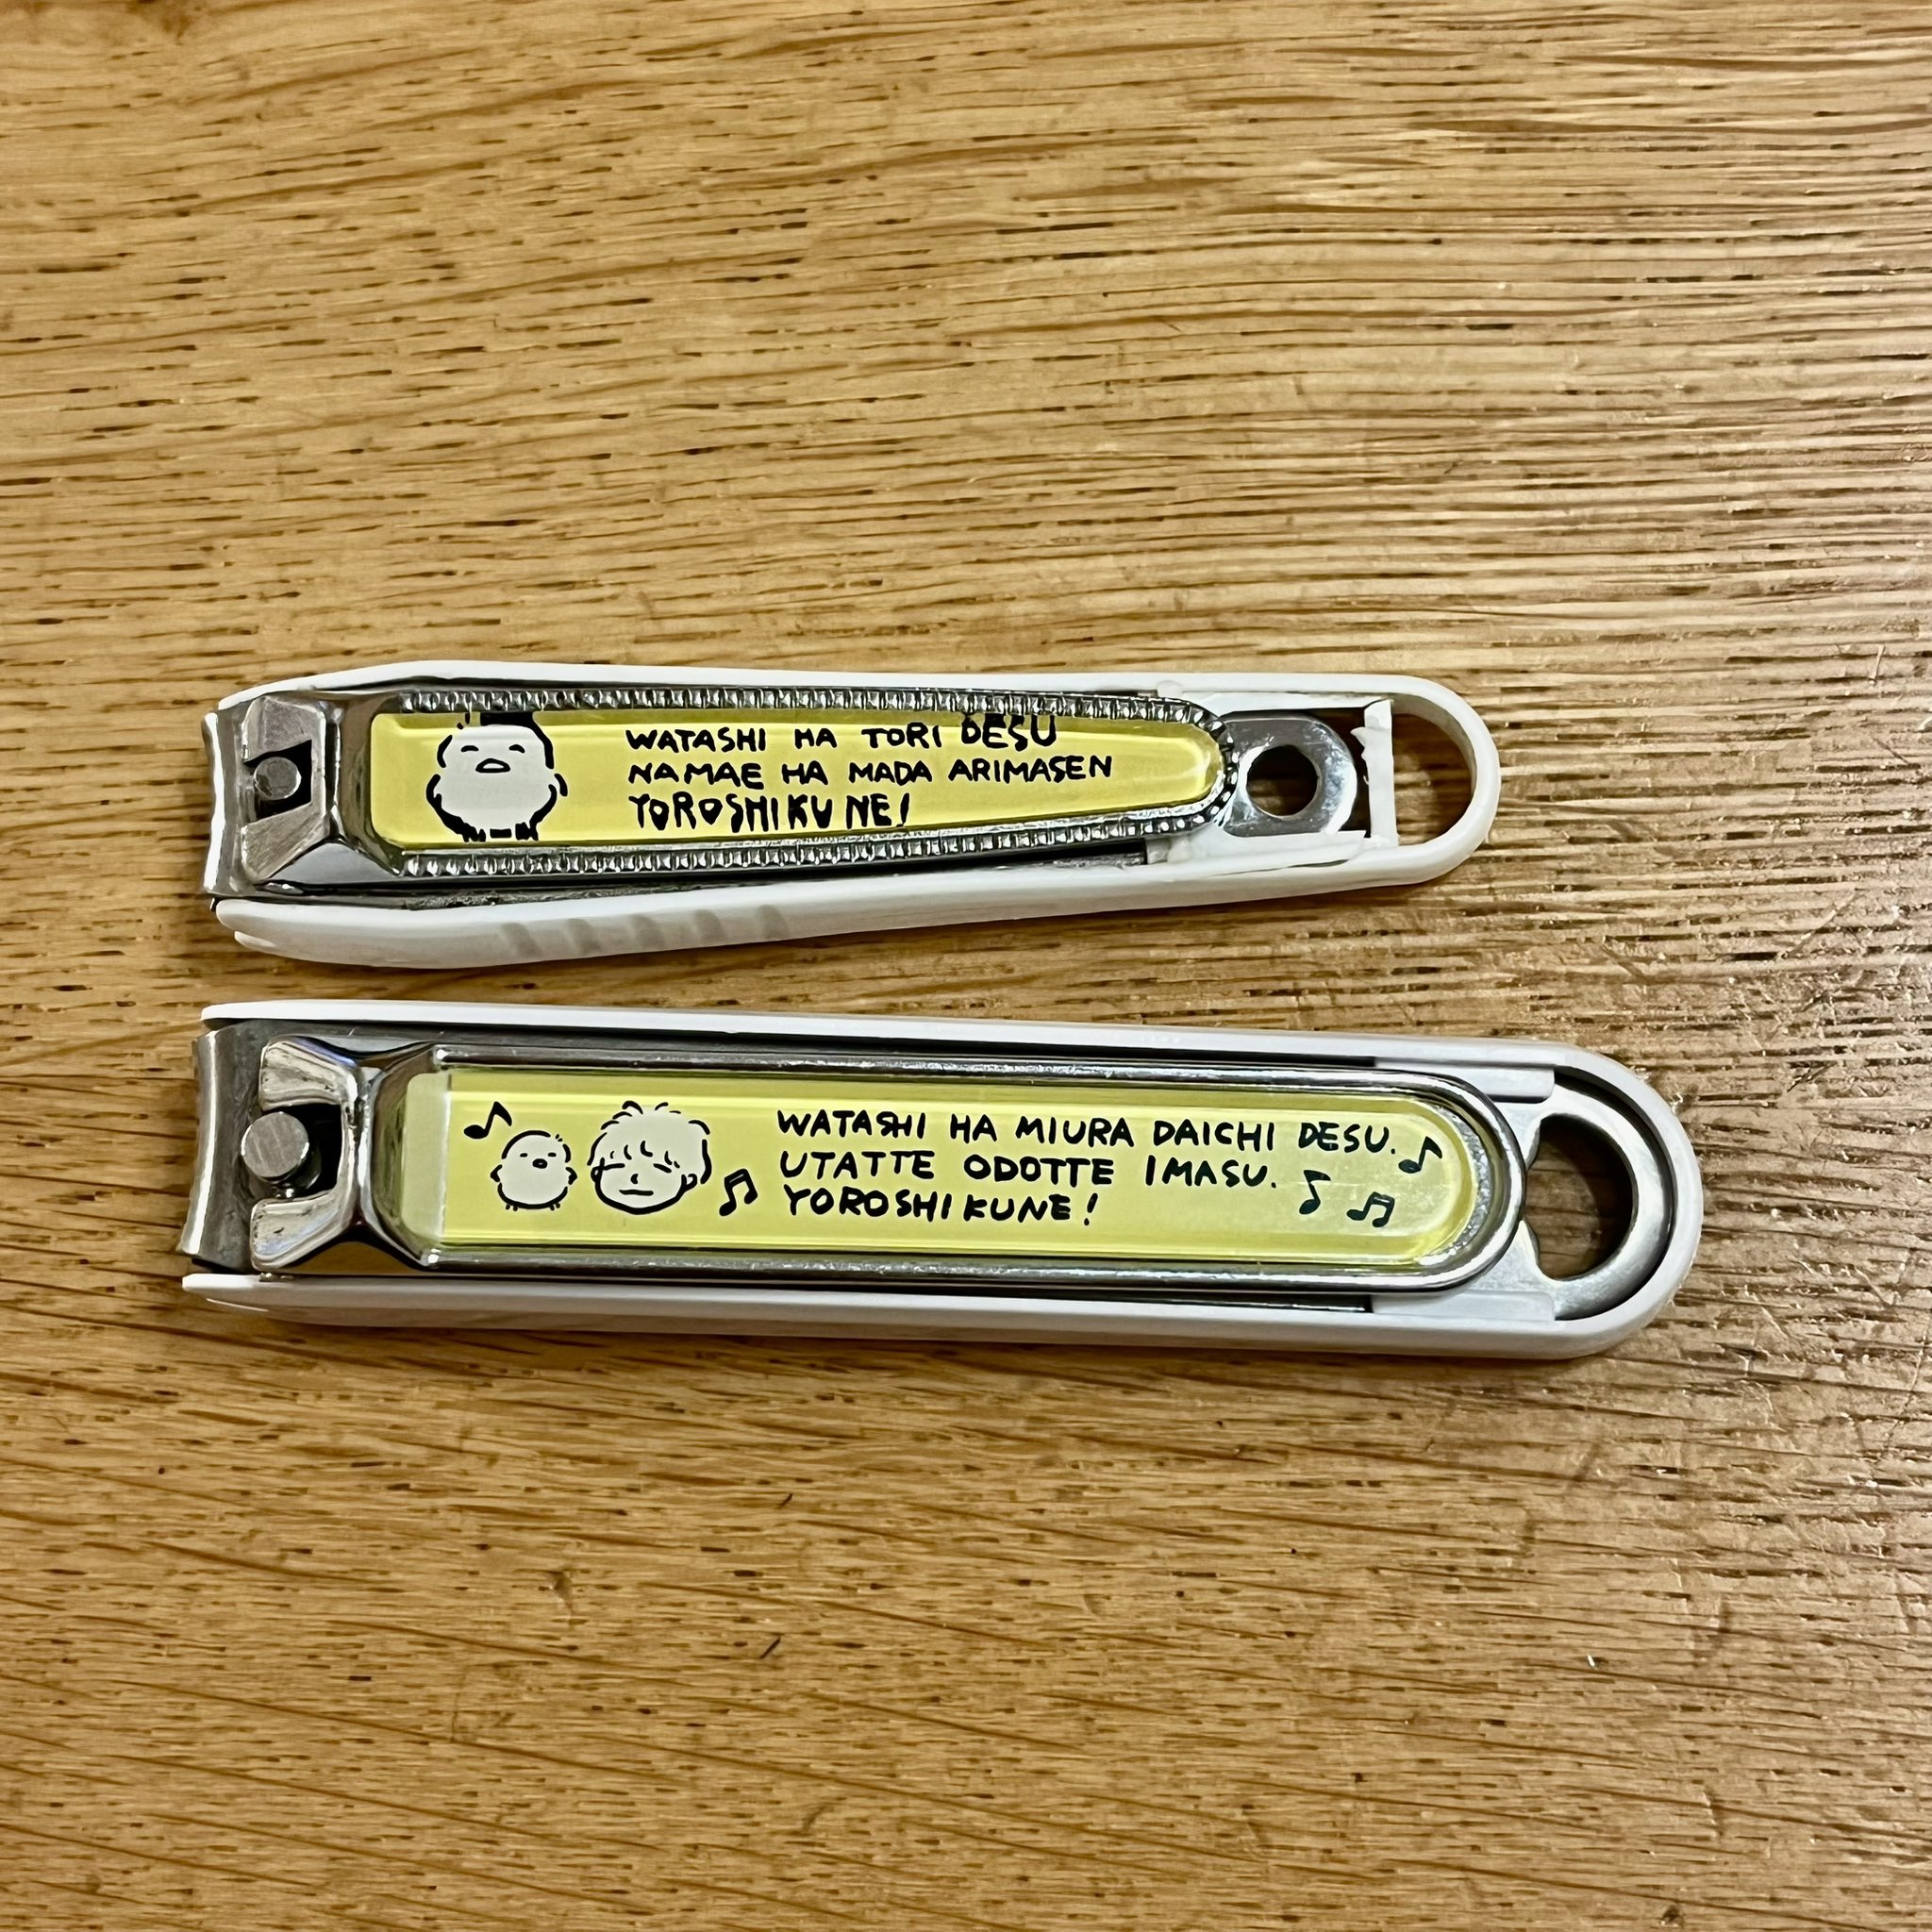 WATASHI HA TORI DESU
NAMAE HA MADA ARIMASEN
YOROSHIKU NE!
WATASHI HA MIURA DAICHI DESU.
UTATTE ODOTTE IMASU.
YOROSHIKUNE!